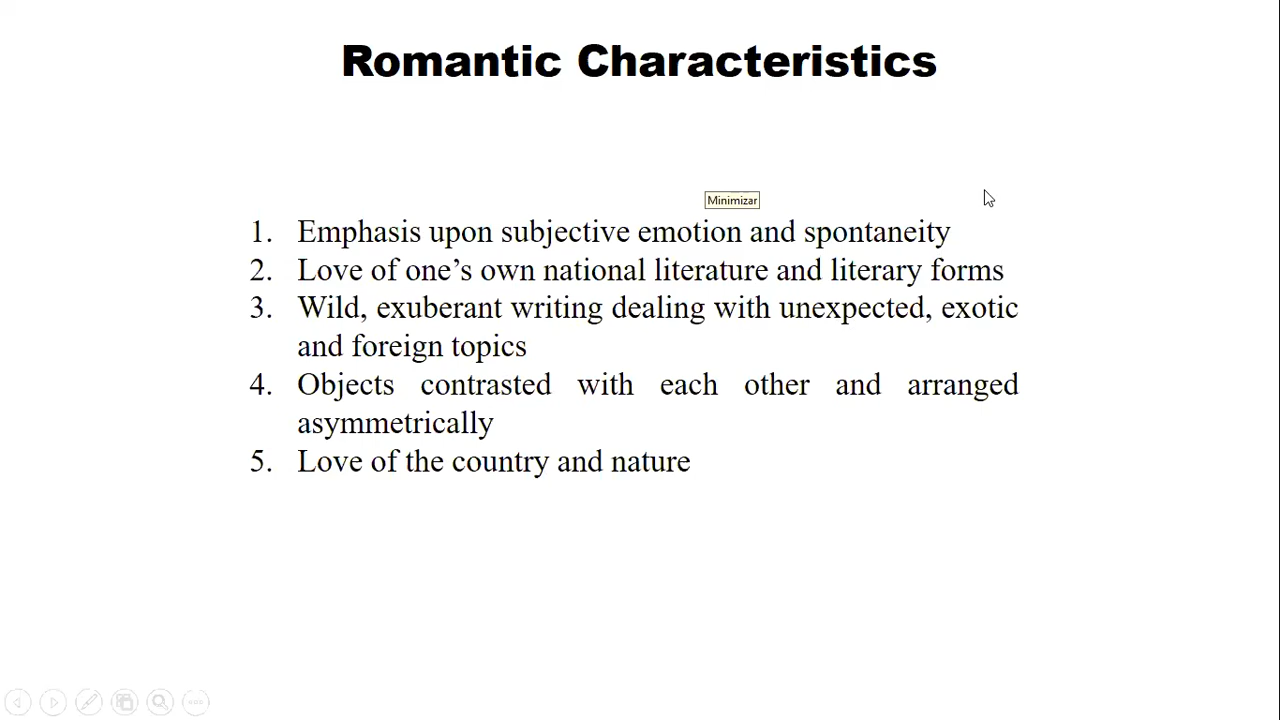 Romantic Characteristics
Minimizar
1. Emphasis upon subjective emotion and spontaneity
2. Love of one’s own national literature and literary forms
3. Wild, exuberant writing dealing with unexpected, exotic
and foreign topics
4. Objects contrasted with each other and arranged
asymmetrically
5. Love of the country and nature